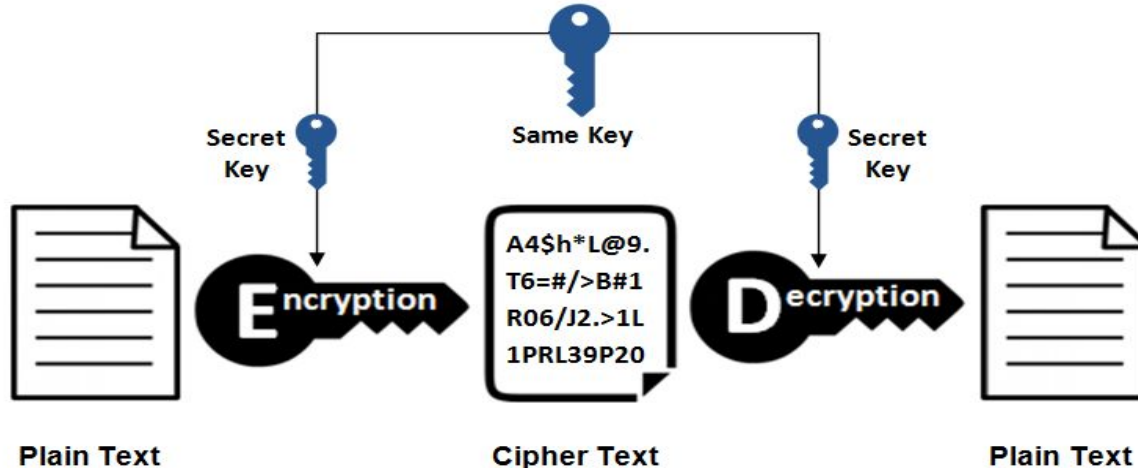 Same Key
Secret
Key
Secret
Key
Encryption
A4$h*L@9.
T6=#/>B#1
R06/J2.>1L
1PRL39P20
Decryption
Plain Text
Cipher Text
Plain Text